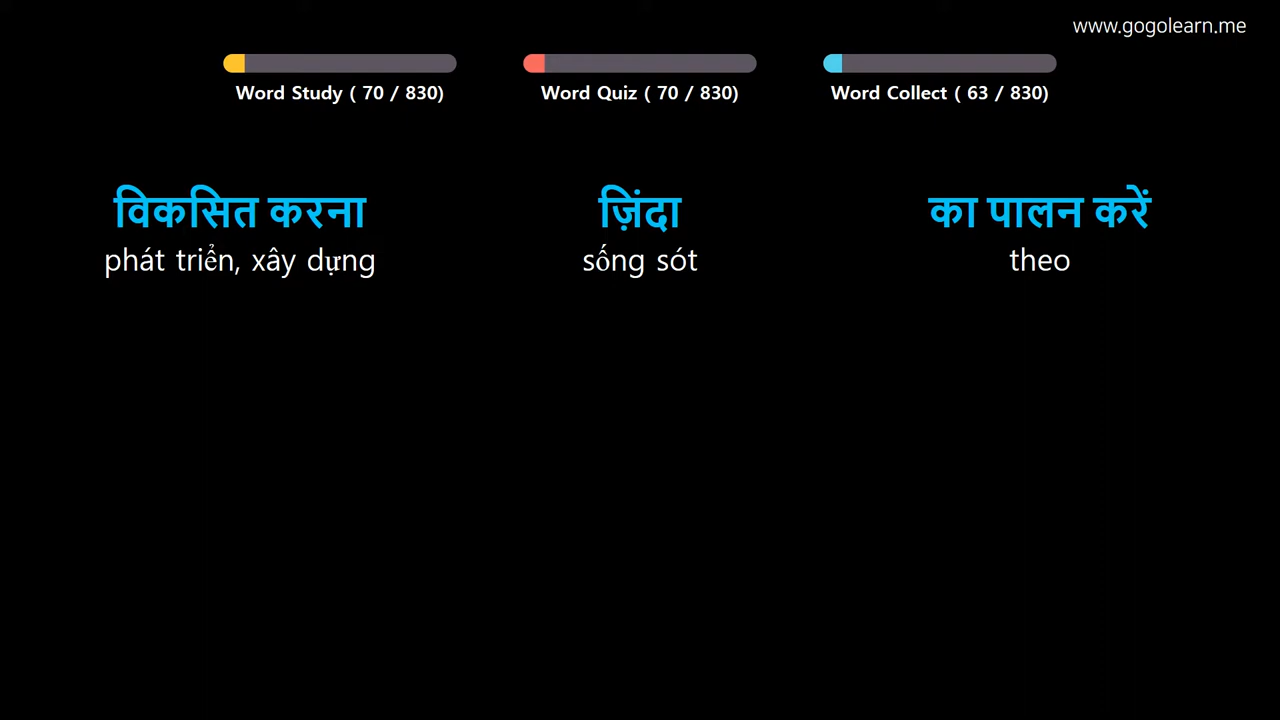 www.gogolearn.me
Word Study ( 70 / 830)
Word Quiz ( 70 / 830)
Word Collect ( 63 / 830)
विकसित करना
phát triển, xây dựng
ज़िंदा
sống sót
का पालन करें
theo